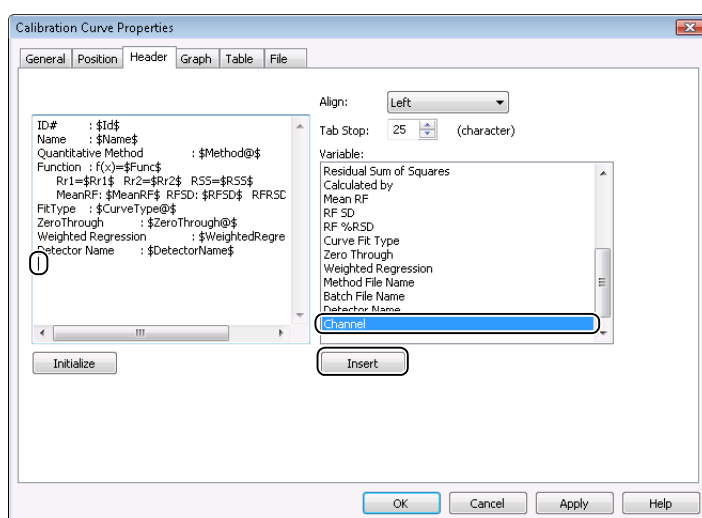 Calibration Curve Properties
General Position Header Graph Table File
Align: Left
Tab Stop: 25 (character)
Variable:
ID# : $Id$
Name : $Name$
Quantitative Method : $Method@$
Function : f(x)=$Func$
Rr1=$Rr1$ Rr2=$Rr2$ RSS=$RSS$
MeanRF: $MeanRF$ RFSD: $RFSD$ RFRSD
FitType : $CurveType@$
ZeroThrough : $ZeroThrough@$
Weighted Regression : $WeightedRegre
Detector Name : $DetectorName$
Residual Sum of Squares
Calculated by
Mean RF
RF SD
RF %RSD
Curve Fit Type
Zero Through
Weighted Regression
Method File Name
Batch File Name
Detector Name
Channel
Initialize
Insert
OK Cancel Apply Help